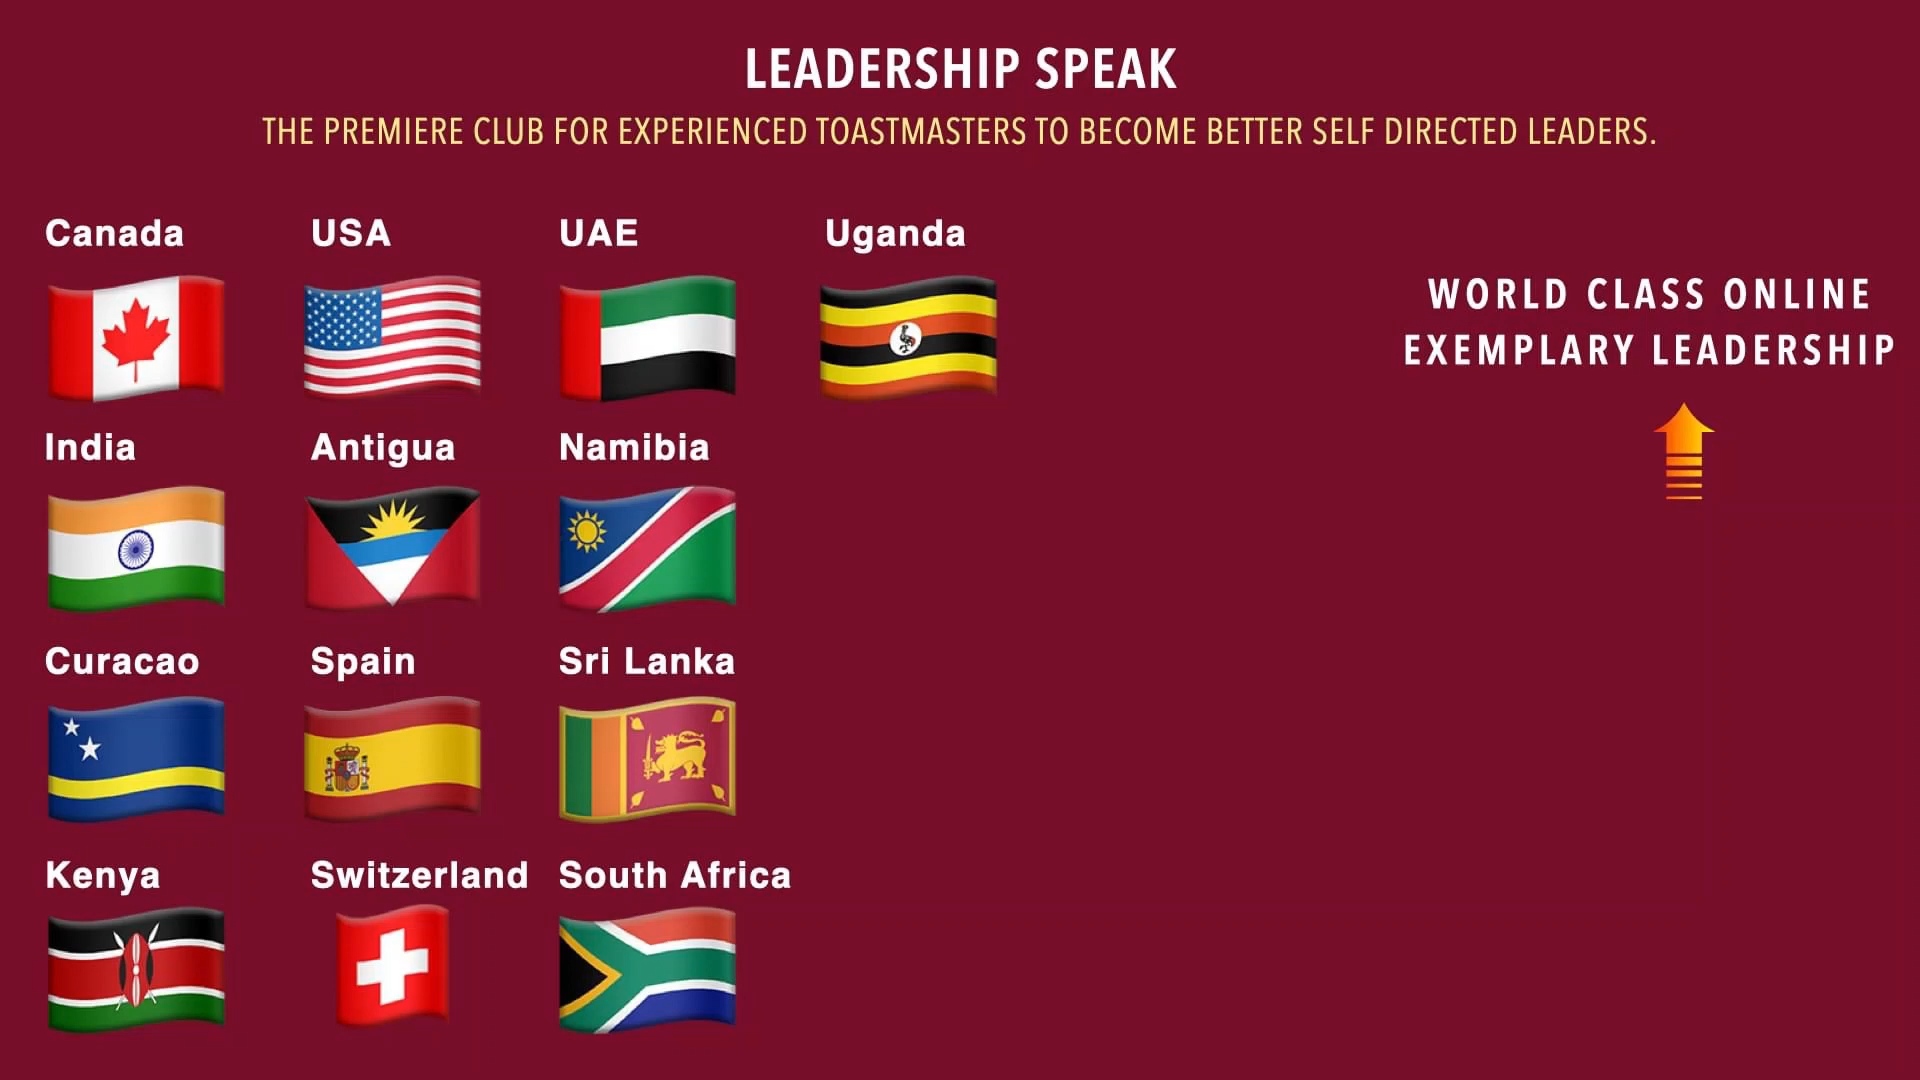 LEADERSHIP SPEAK
THE PREMIERE CLUB FOR EXPERIENCED TOASTMASTERS TO BECOME BETTER SELF DIRECTED LEADERS.
Canada
USA
UAE
Uganda
WORLD CLASS ONLINE
EXEMPLARY LEADERSHIP
India
Antigua
Namibia
Curacao
Spain
Sri Lanka
Kenya
Switzerland
South Africa